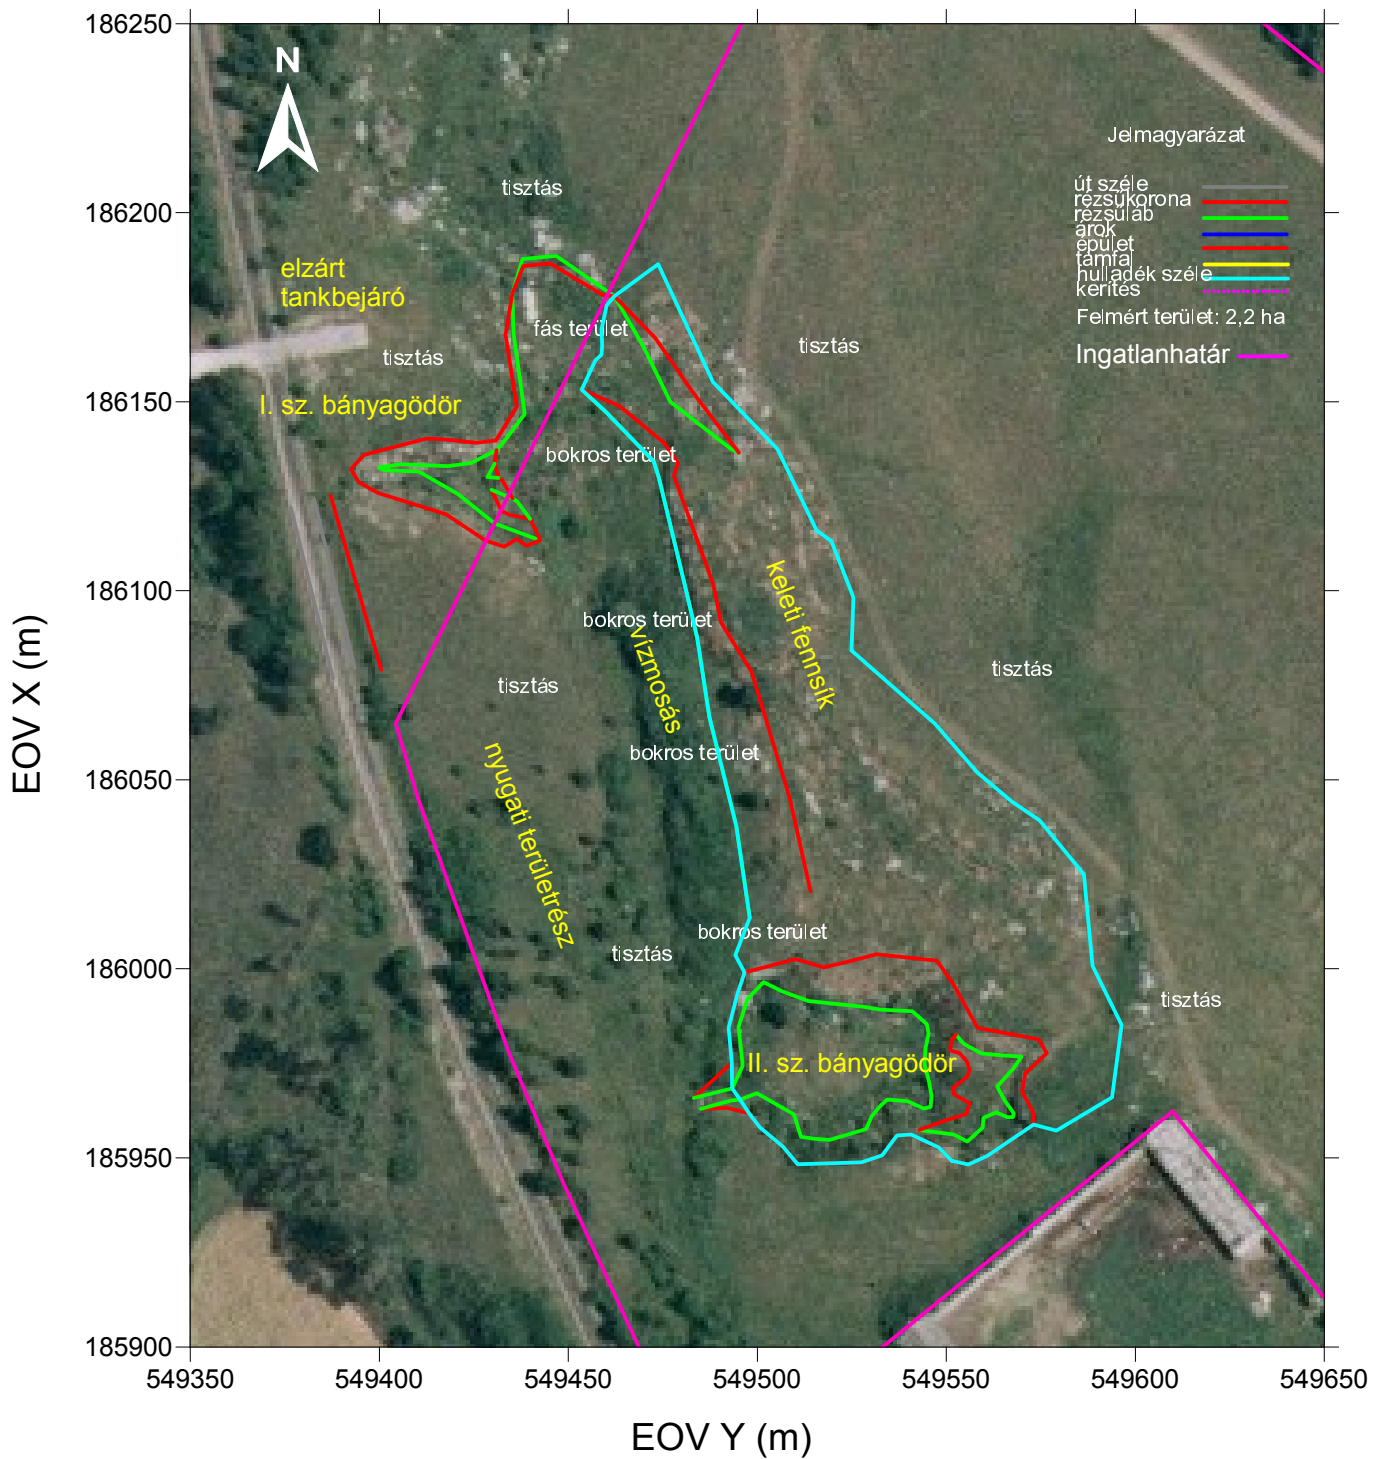 186250
N
Jelmagyarázat
út széle
rézsűkorona
rézsűláb
árok
épület
támfal
hulladék széle
kerítés
Felmért terület: 2,2 ha
Ingatlanhatár
tisztás
186200
elzárt
tankbejáró
fás terület
tisztás
tisztás
I. sz. bányagödör
186150
bokros terület
keleti fennsík
186100
bokros terület
vízmosás
tisztás
tisztás
EOV X (m)
bokros terület
186050
nyugati területrész
bokros terület
tisztás
186000
tisztás
II. sz. bányagödör
185950
185900
549350 549400 549450 549500 549550 549600 549650
EOV Y (m)